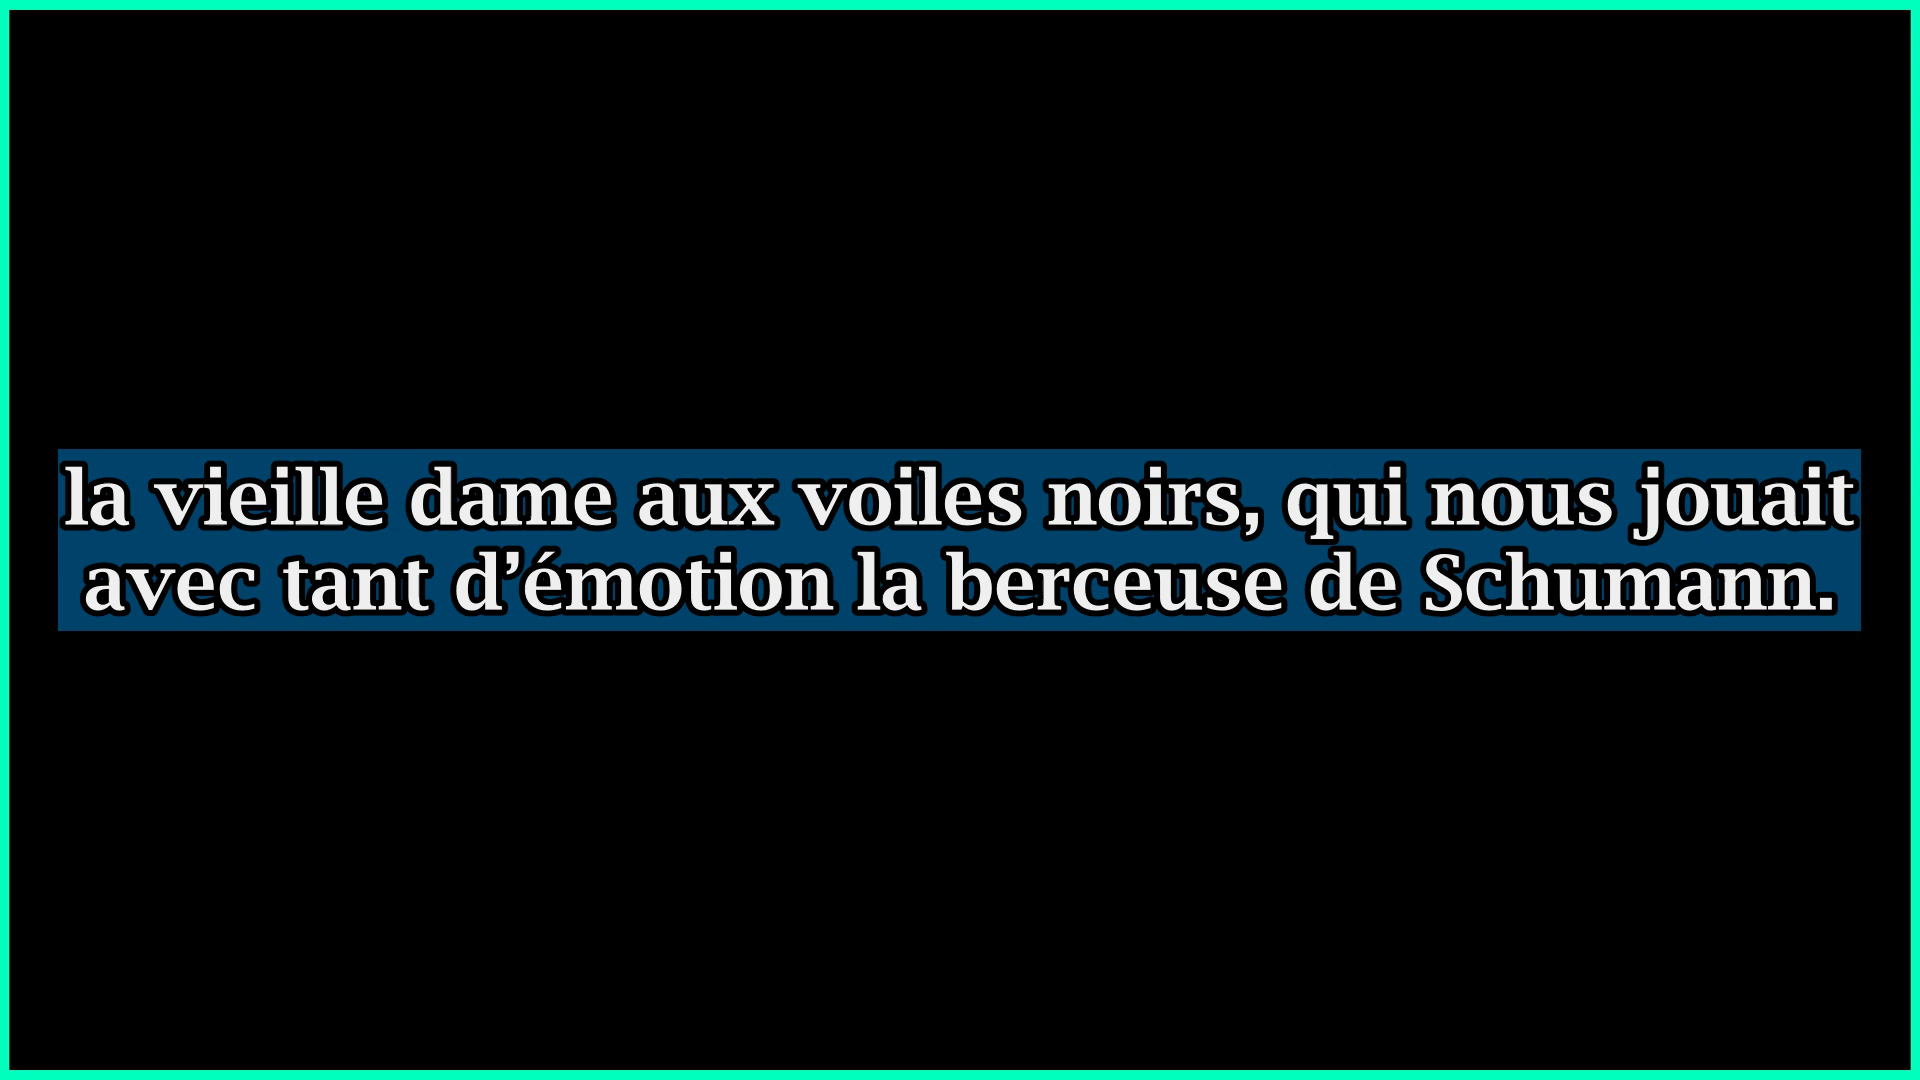 la vieille dame aux voiles noirs, qui nous jouait
avec tant d’émotion la berceuse de Schumann.